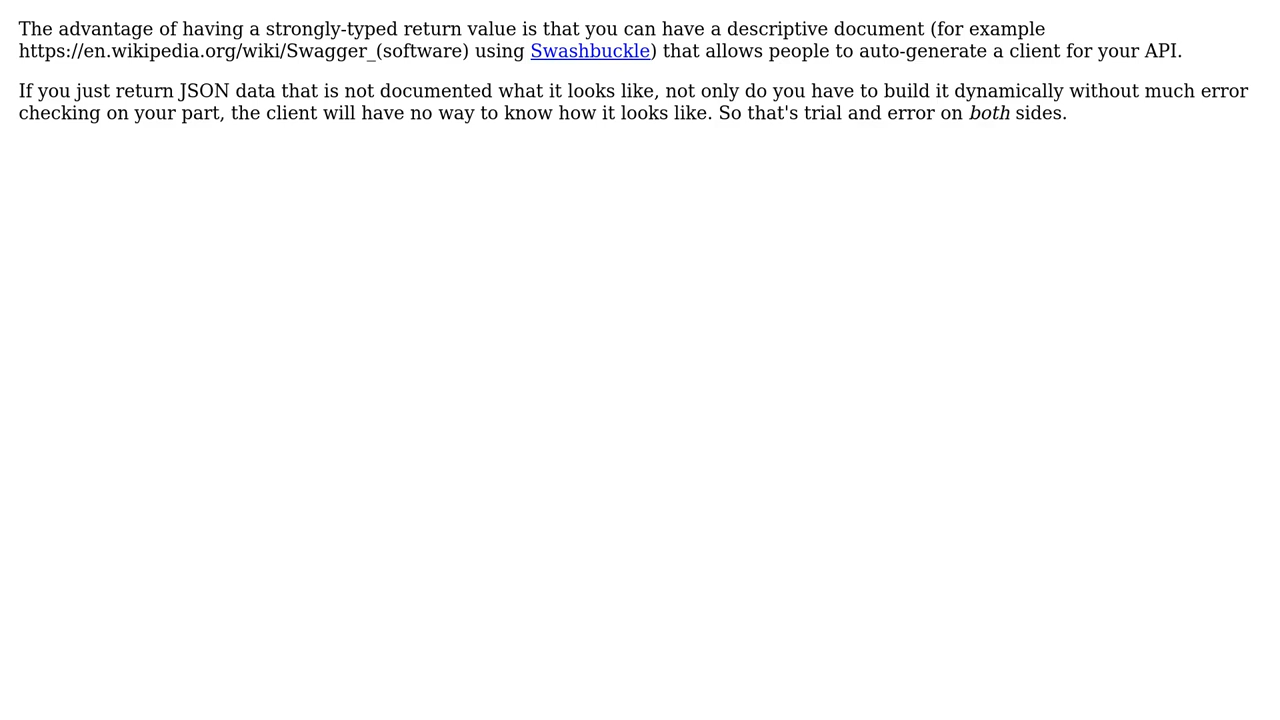 The advantage of having a strongly-typed return value is that you can have a descriptive document (for example
https://en.wikipedia.org/wiki/Swagger_(software) using Swashbuckle) that allows people to auto-generate a client for your API.
If you just return JSON data that is not documented what it looks like, not only do you have to build it dynamically without much error
checking on your part, the client will have no way to know how it looks like. So that's trial and error on both sides.